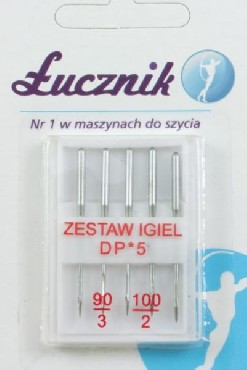 Łucznik
Nr 1 w maszynach do szycia
ZESTAW IGIEL
DP*5
90 100
3 2